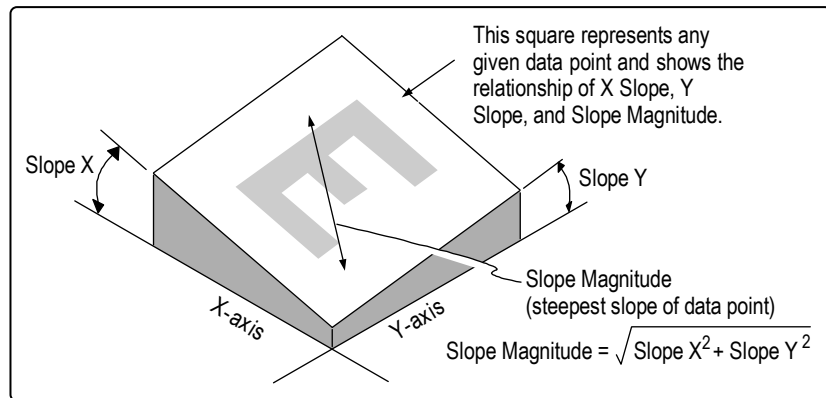 This square represents any
given data point and shows the
relationship of X Slope, Y
Slope, and Slope Magnitude.
Slope X
Slope Y
E
X-axis
Y-axis
Slope Magnitude
(steepest slope of data point)
Slope Magnitude = √Slope X² + Slope Y²